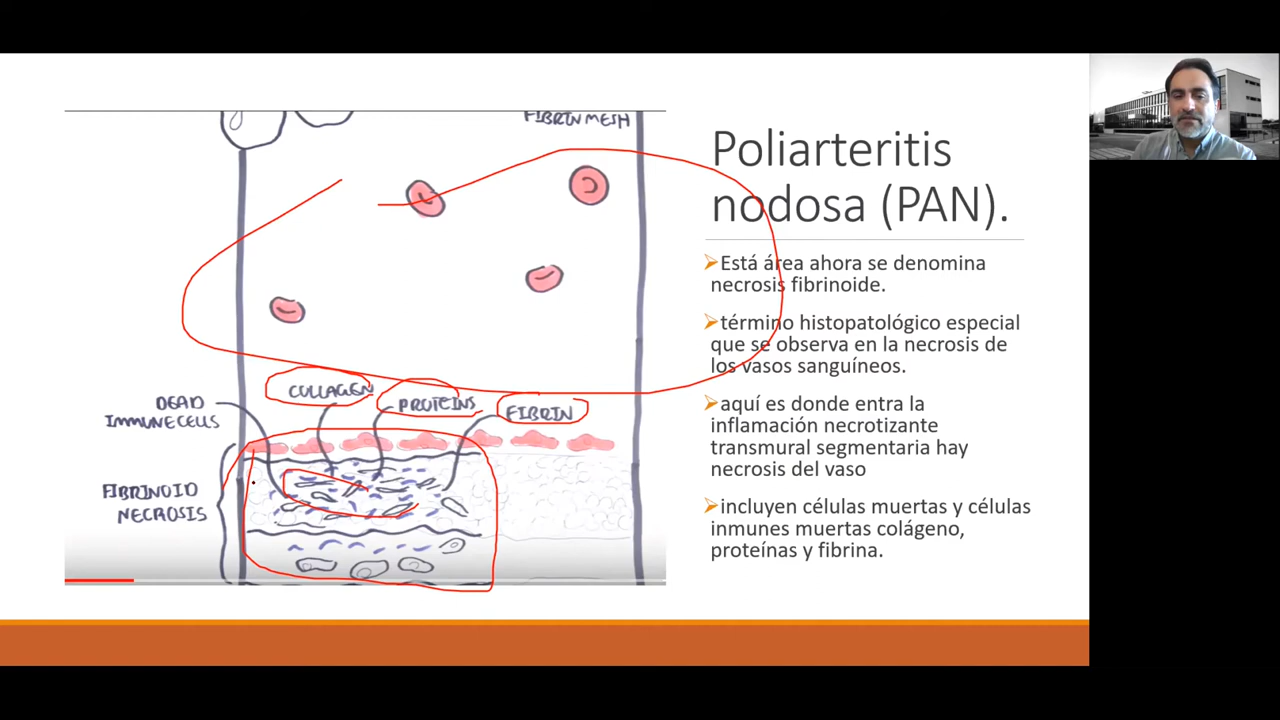 FIBRIN MESH
COLLAGEN
PROTEINS
FIBRIN
DEAD
IMMUNE CELLS
FIBRINOID
NECROSIS
Poliarteritis
nodosa (PAN).
Está área ahora se denomina
necrosis fibrinoide.
término histopatológico especial
que se observa en la necrosis de
los vasos sanguíneos.
aquí es donde entra la
inflamación necrotizante
transmural segmentaria hay
necrosis del vaso
incluyen células muertas y células
inmunes muertas colágeno,
proteínas y fibrina.